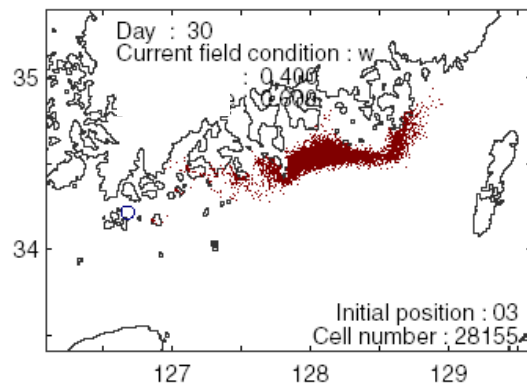 Day : 30
Current field condition : w
: 0.400
35
34
Initial position : 03
Cell number : 28155
127
128
129